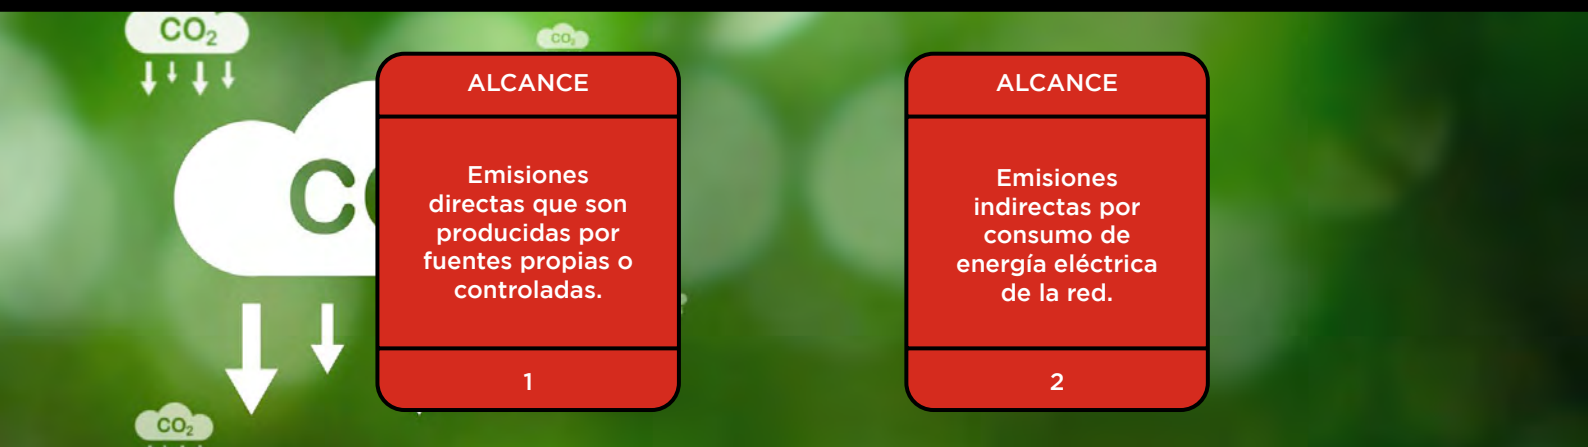 CO₂
CO₂
ALCANCE
Emisiones
directas que son
producidas por
fuentes propias o
controladas.
1
ALCANCE
Emisiones
indirectas por
consumo de
energía eléctrica
de la red.
2
CO₂